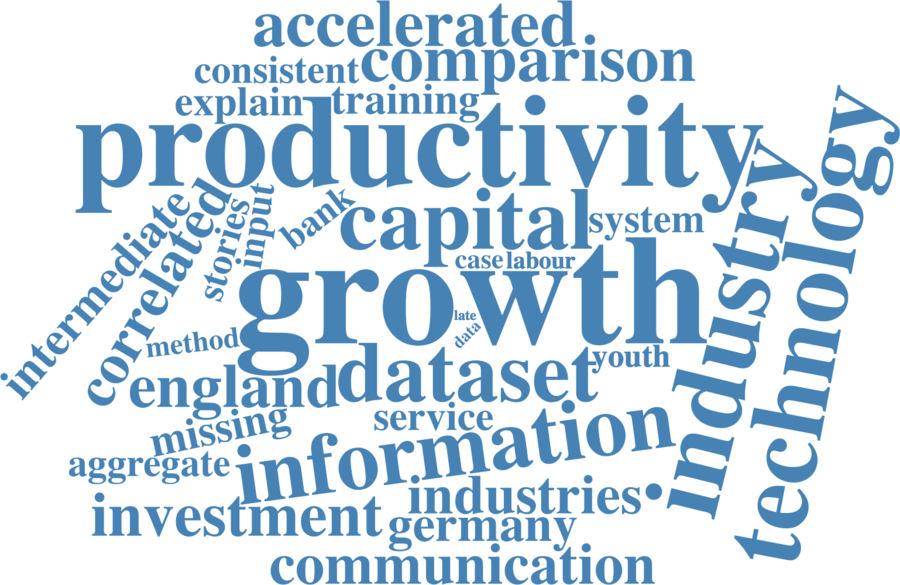 accelerated
consistent comparison
explain training
productivity
industry
technology
intermediate
correlated
stories
input
bank
capital
system
case labour
growth
late
data
method
youth
england dataset
missing
service
aggregate
information
industries•
investment
germany
communication